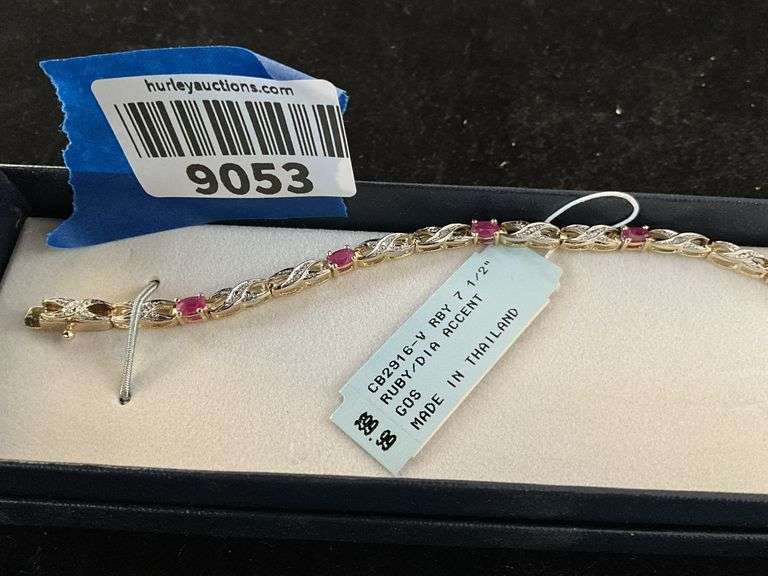 hurleyauctions.com
9053
CB2916-V RBY 7 1/2"
RUBY/DIA ACCENT
GOS
MADE IN THAILAND